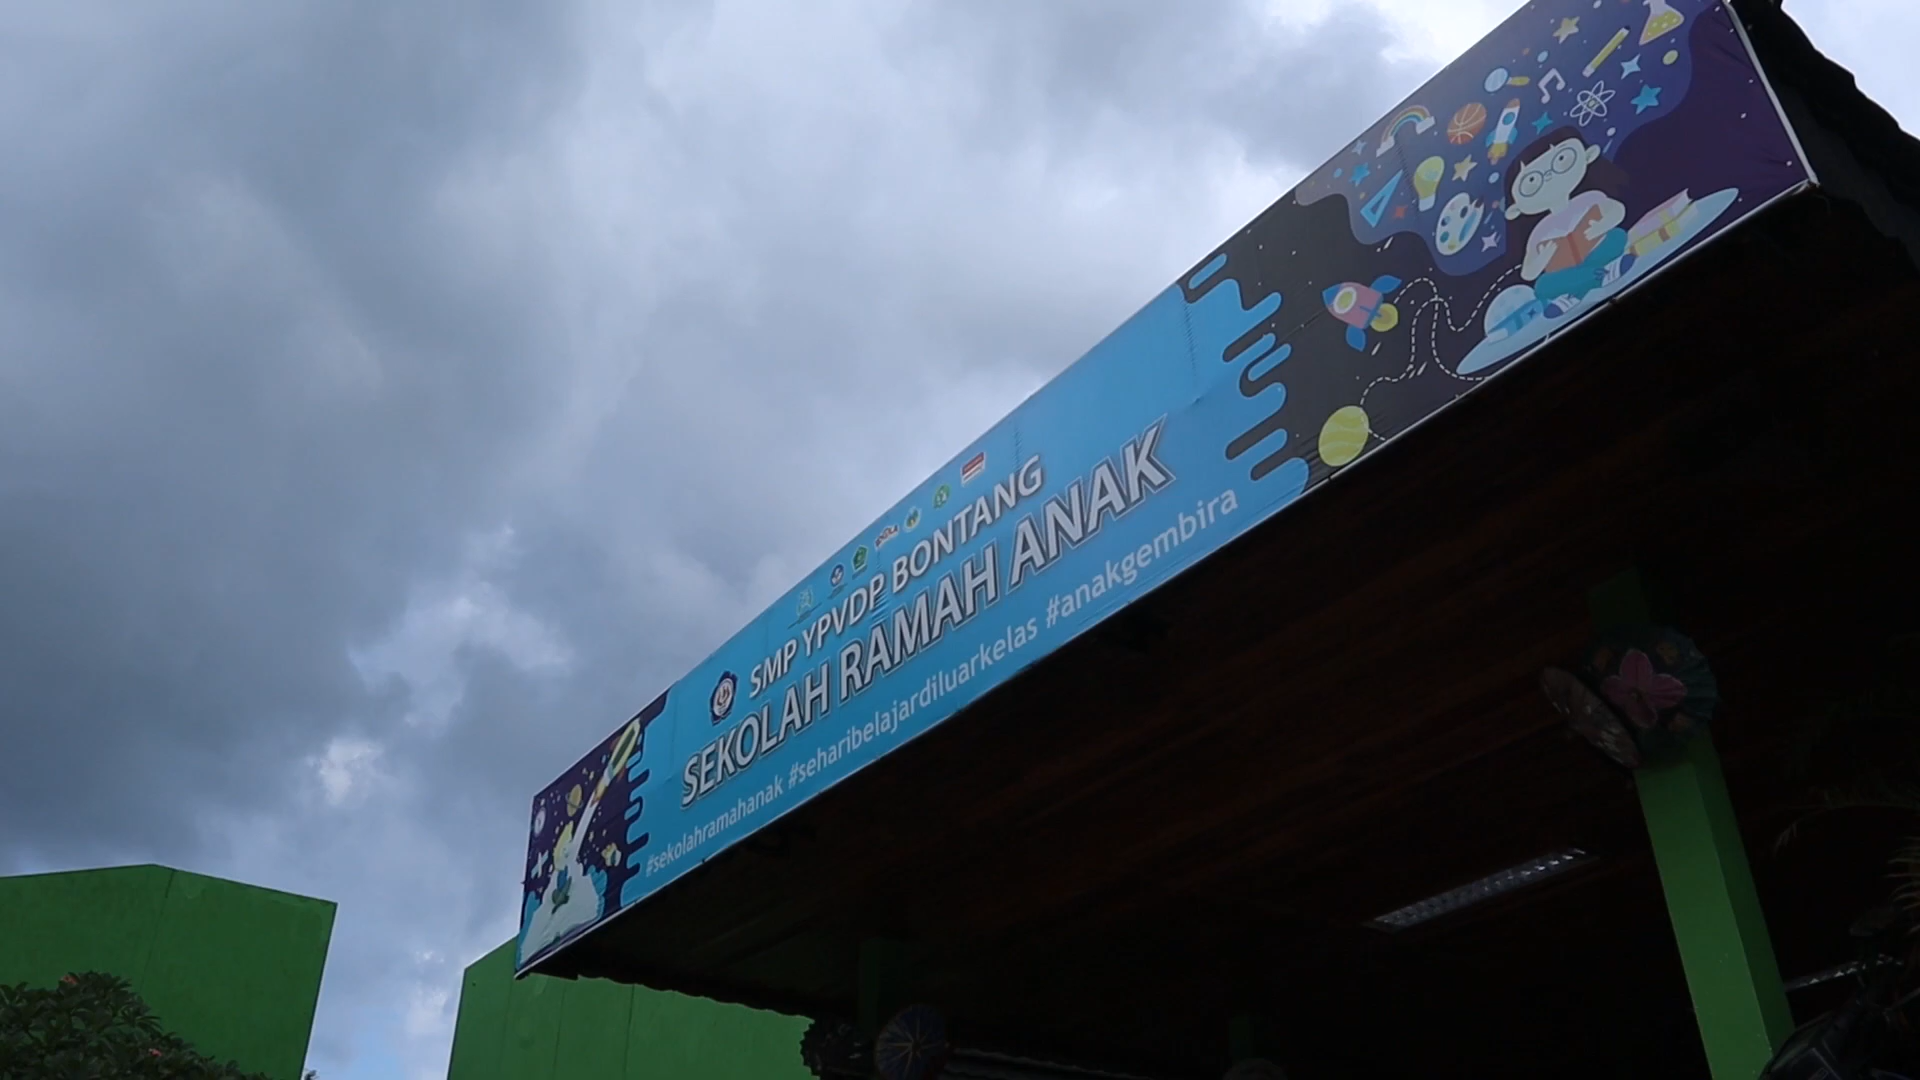 SMP YPVDP BONTANG
SEKOLAH RAMAH ANAK
#sekolahramahanak #seharibelajardiluarkelas #anakgembira